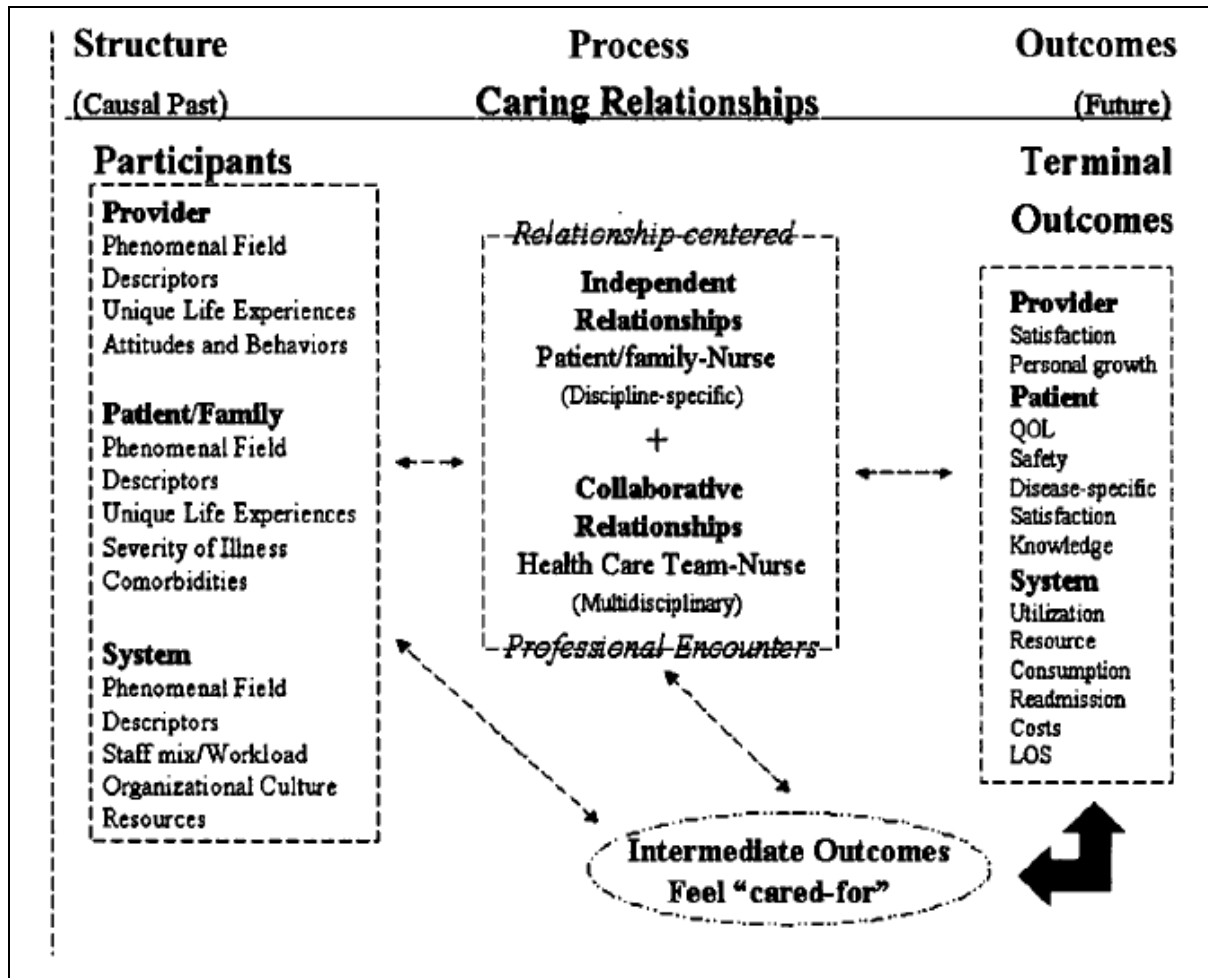 Structure
Process
Outcomes
(Causal Past)
Caring Relationships
(Future)
Participants
Provider
Phenomenal Field
Descriptors
Unique Life Experiences
Attitudes and Behaviors
Patient/Family
Phenomenal Field
Descriptors
Unique Life Experiences
Severity of Illness
Comorbidities
System
Phenomenal Field
Descriptors
Staff mix/Workload
Organizational Culture
Resources
Relationship-centered
Independent
Relationships
Patient/family-Nurse
(Discipline-specific)
+
Collaborative
Relationships
Health Care Team-Nurse
(Multidisciplinary)
Professional Encounters
Intermediate Outcomes
Feel “cared-for”
Terminal
Outcomes
Provider
Satisfaction
Personal growth
Patient
QOL
Safety
Disease-specific
Satisfaction
Knowledge
System
Utilization
Resource
Consumption
Readmission
Costs
LOS